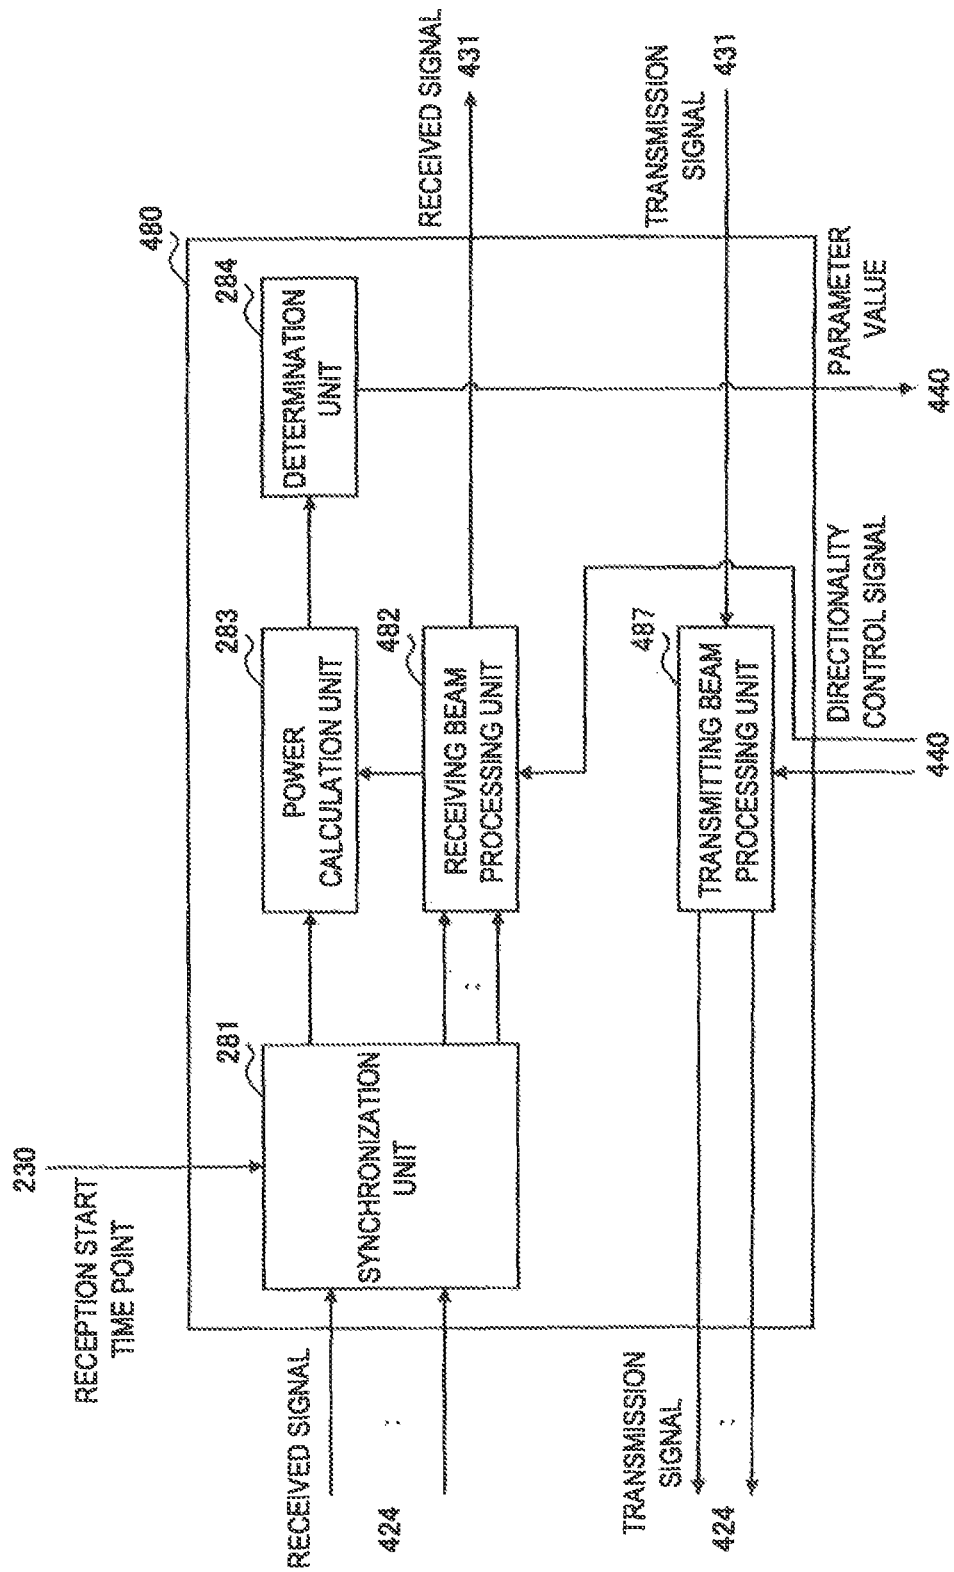 480
230
RECEPTION START
TIME POINT
RECEIVED SIGNAL
424
281
SYNCHRONIZATION
UNIT
283
POWER
CALCULATION UNIT
284
DETERMINATION
UNIT
482
RECEIVING BEAM
PROCESSING UNIT
RECEIVED SIGNAL
431
TRANSMISSION
SIGNAL
424
487
TRANSMITTING BEAM
PROCESSING UNIT
TRANSMISSION
SIGNAL
431
DIRECTIONALITY
CONTROL SIGNAL
440
PARAMETER
VALUE
440